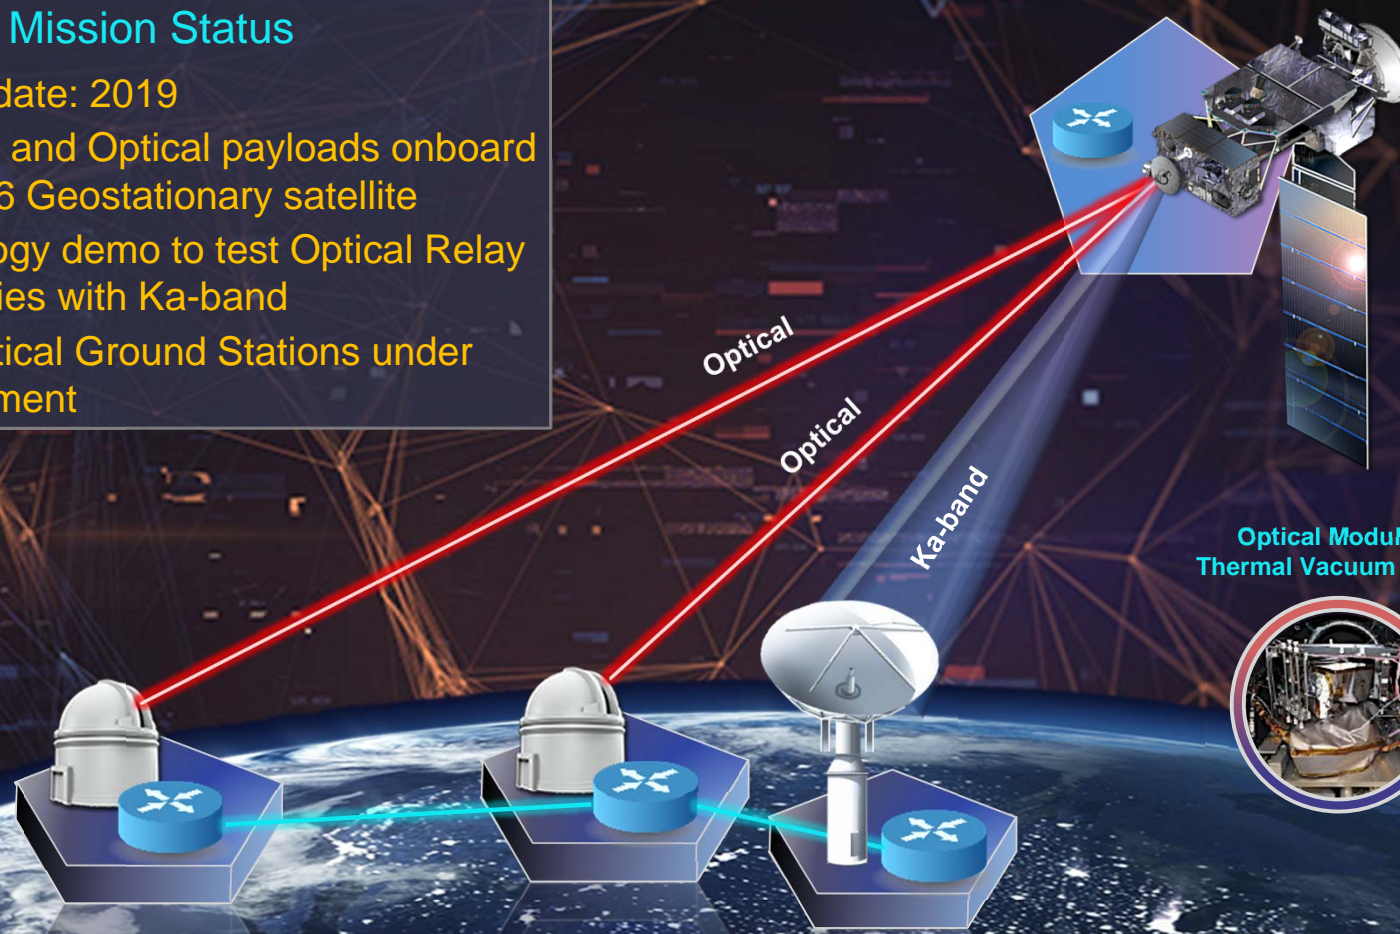 Mission Status
date: 2019
and Optical payloads onboard
6 Geostationary satellite
ogy demo to test Optical Relay
ies with Ka-band
tical Ground Stations under
ment
Optical
Optical
Ka-band
Optical Modul
Thermal Vacuum